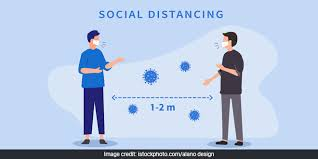 SOCIAL DISTANCING
1-2 m
Image credit: istockphoto.com/alano design